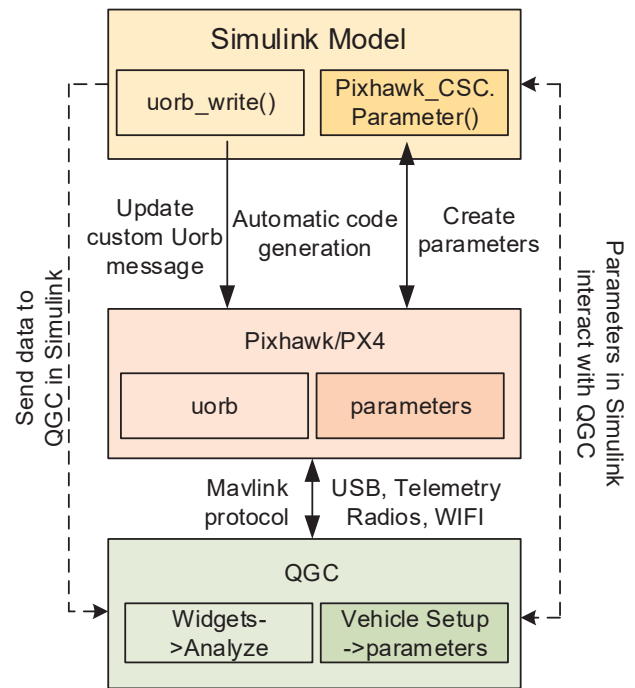 Simulink Model
uorb_write()
Pixhawk_CSC.
Parameter()
Update
custom Uorb
message
Automatic code
generation
Create
parameters
Send data to
QGC in Simulink
Parameters in Simulink
interact with QGC
Pixhawk/PX4
uorb
parameters
Mavlink
protocol
USB, Telemetry
Radios, WIFI
QGC
Widgets-
>Analyze
Vehicle Setup
->parameters